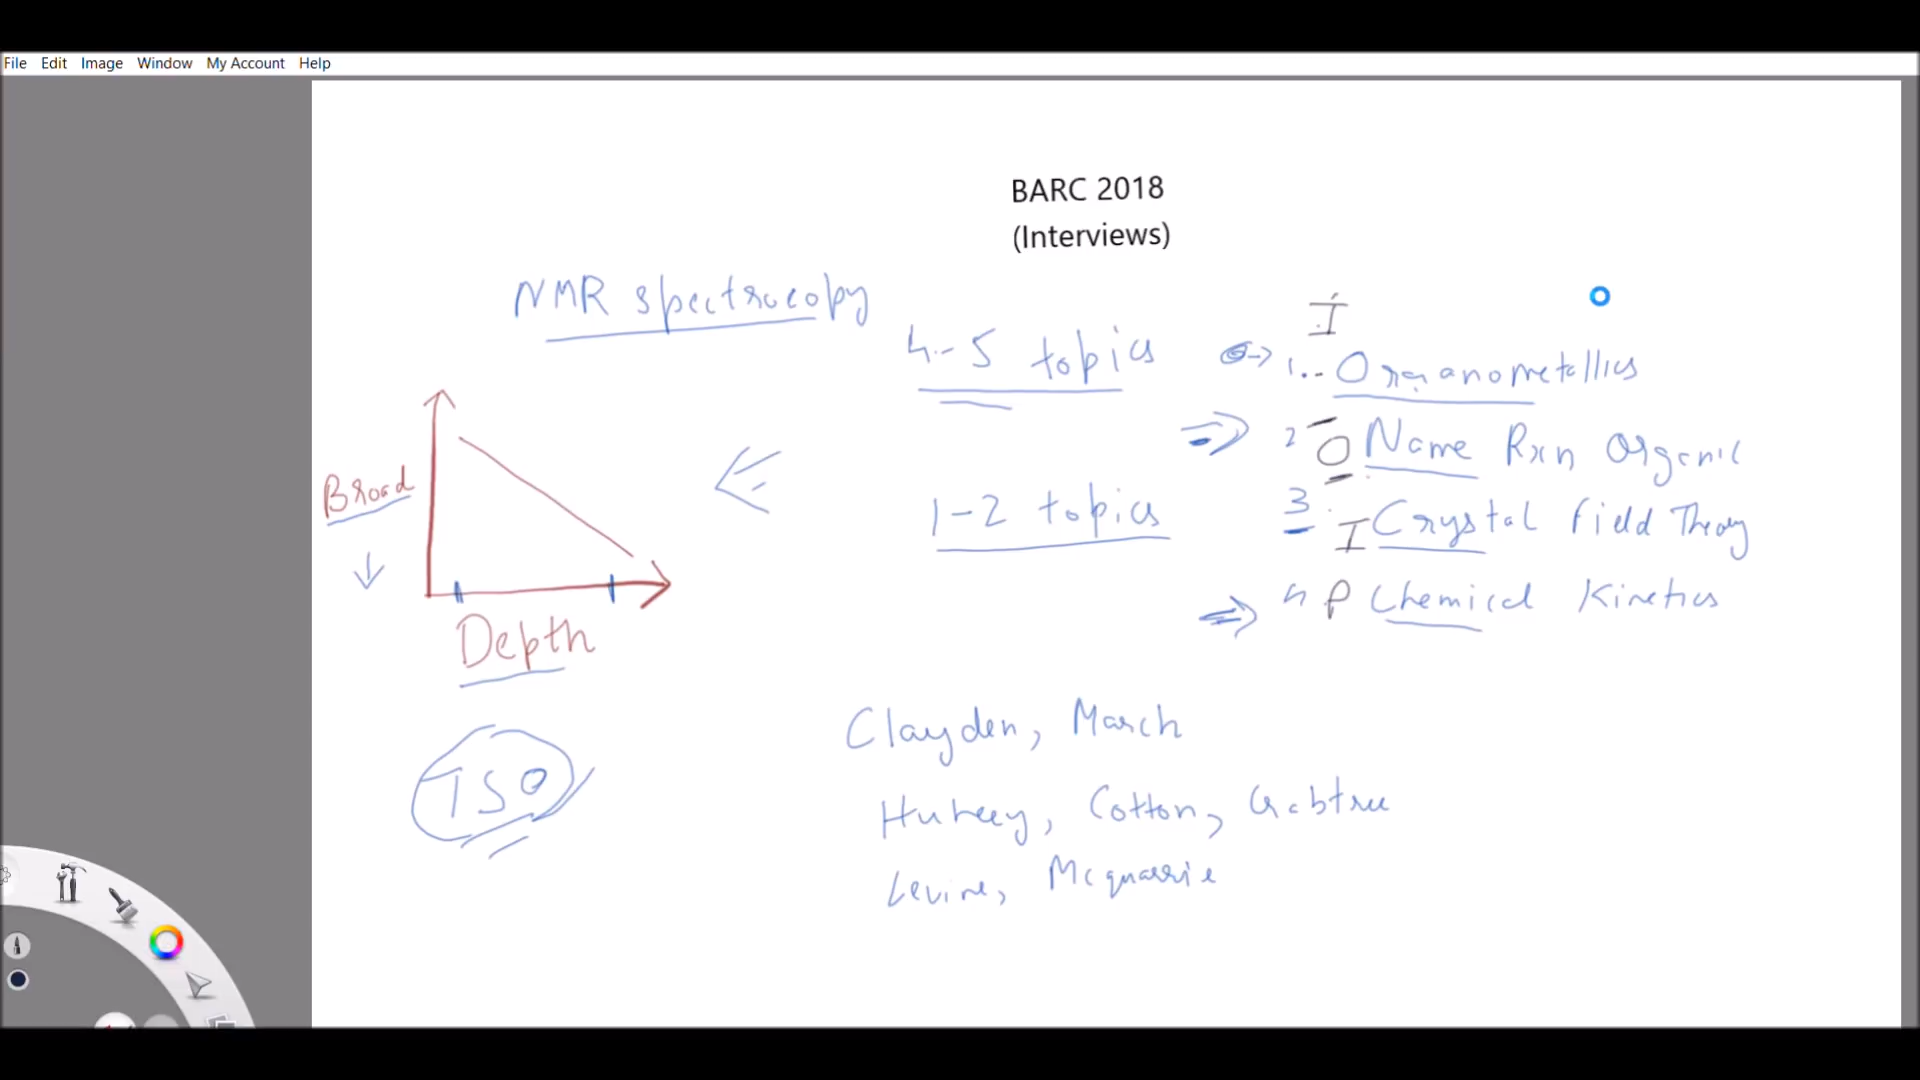 File Edit Image Window My Account Help
BARC 2018
(Interviews)
NMR spectrocopy
4-5 topics
I
1.. Organometallics
2 O Name Rxn Organic
Broad
1-2 topics
3. I Crystal field Theory
4 P Chemical Kinetics
Depth
Clayden, March
TSO
Huheey, Cotton, Crabtree
Levine, Mcquarrie